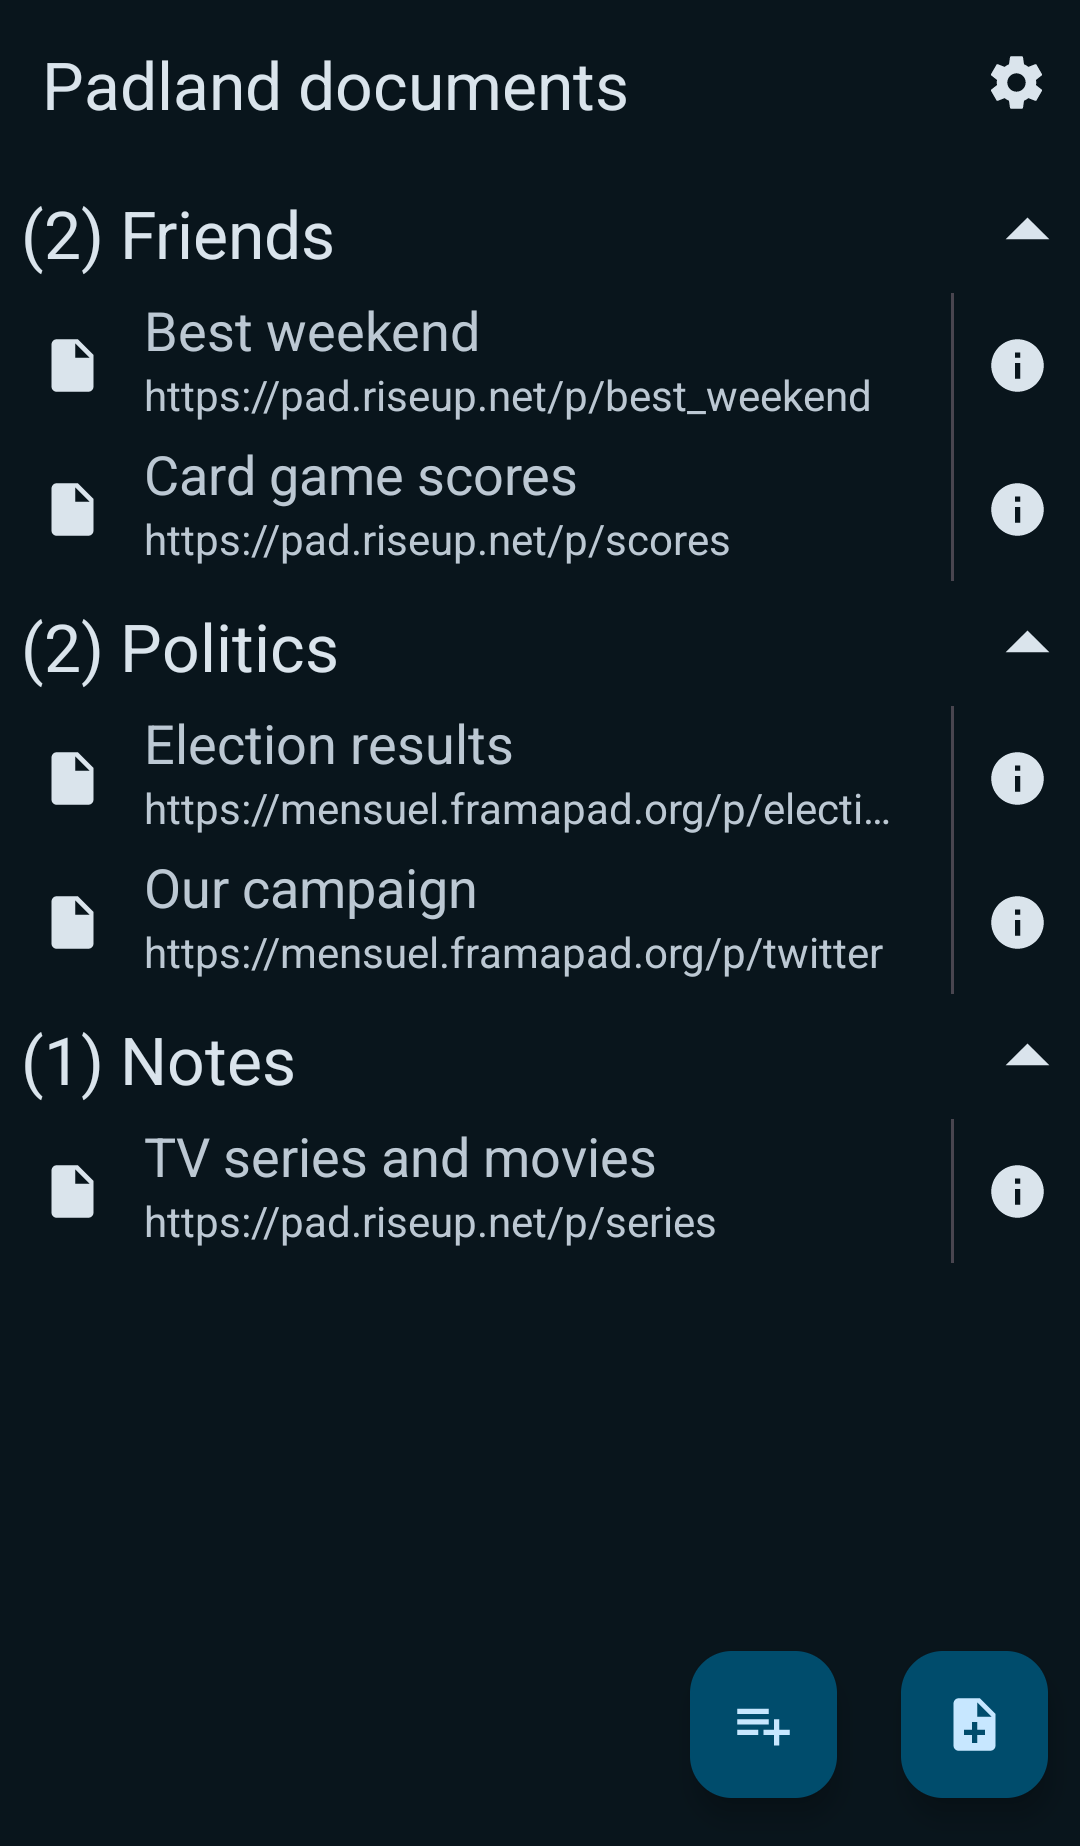 Padland documents
(2) Friends
Best weekend
https://pad.riseup.net/p/best_weekend
Card game scores
https://pad.riseup.net/p/scores
(2) Politics
Election results
https://mensuel.framapad.org/p/electi...
Our campaign
https://mensuel.framapad.org/p/twitter
(1) Notes
TV series and movies
https://pad.riseup.net/p/series